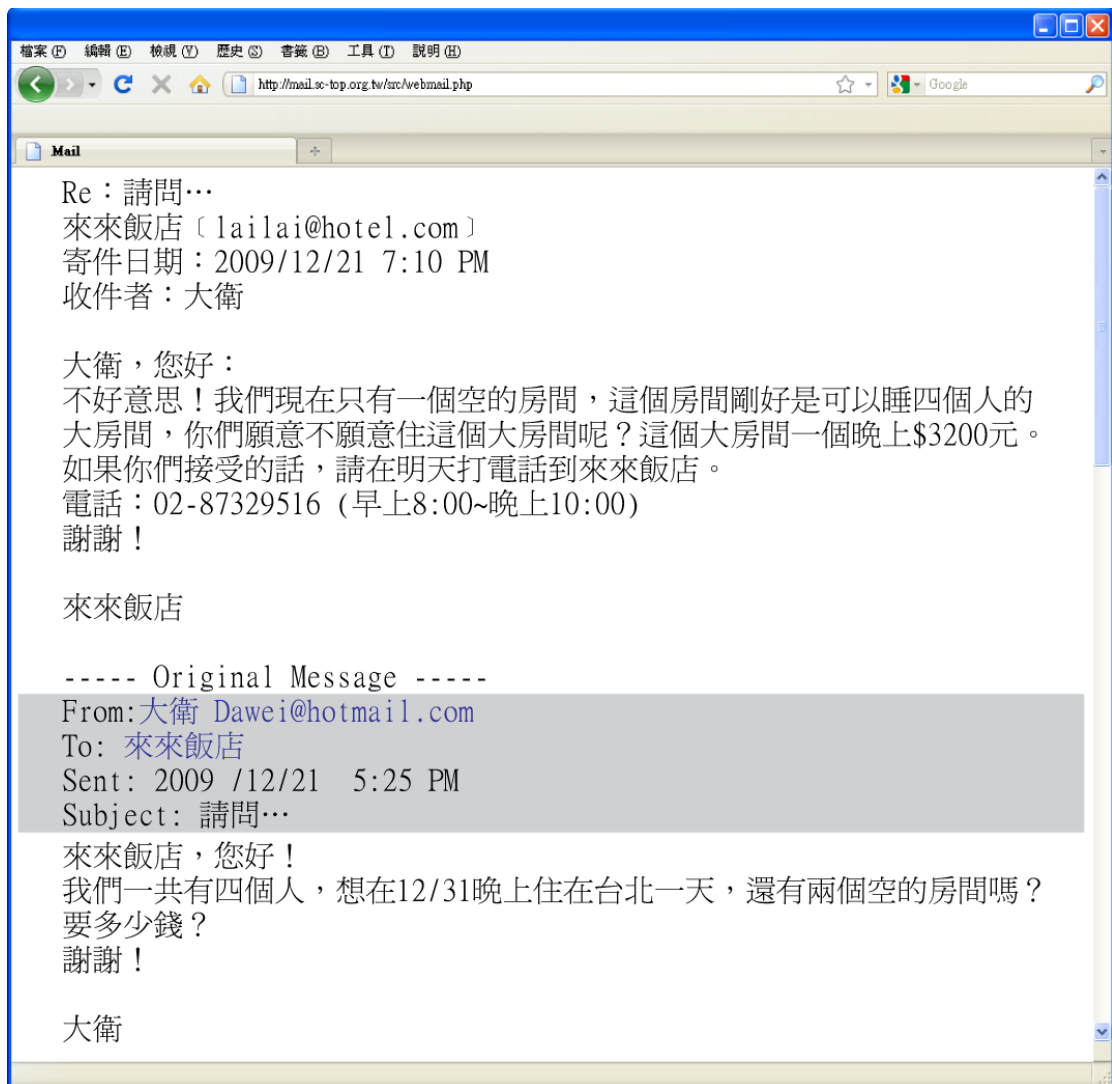 檔案(F) 編輯(E) 檢視(V) 歷史(S) 書籤(B) 工具(T) 說明(H)
http://mail.sc-top.org.tw/src/webmail.php Google
Mail
Re：請問…
來來飯店﹝lailai@hotel.com﹞
寄件日期：2009/12/21 7:10 PM
收件者：大衛
大衛，您好：
不好意思！我們現在只有一個空的房間，這個房間剛好是可以睡四個人的
大房間，你們願意不願意住這個大房間呢？這個大房間一個晚上$3200元。
如果你們接受的話，請在明天打電話到來來飯店。
電話：02-87329516 (早上8:00~晚上10:00)
謝謝！
來來飯店
----- Original Message -----
From:大衛 Dawei@hotmail.com
To: 來來飯店
Sent: 2009 /12/21 5:25 PM
Subject: 請問…
來來飯店，您好！
我們一共有四個人，想在12/31晚上住在台北一天，還有兩個空的房間嗎？
要多少錢？
謝謝！
大衛